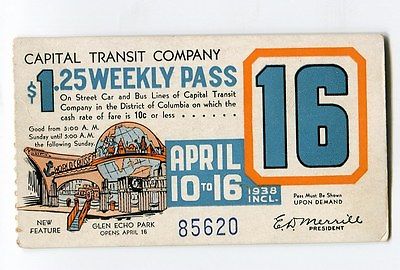 CAPITAL TRANSIT COMPANY
$1.25 WEEKLY PASS
On Street Car and Bus Lines of Capital Transit
Company in the District of Columbia on which the
cash rate of fare is 10c or less
Good from 3:00 A. M.
Sunday until 5:00 A. M.
the following Sunday.
16
APRIL
10 TO 16
1938
INCL.
NEW
FEATURE
GLEN ECHO PARK
OPENS APRIL 16
85620
Pass Must Be Shown
UPON DEMAND
E D Merrill
PRESIDENT